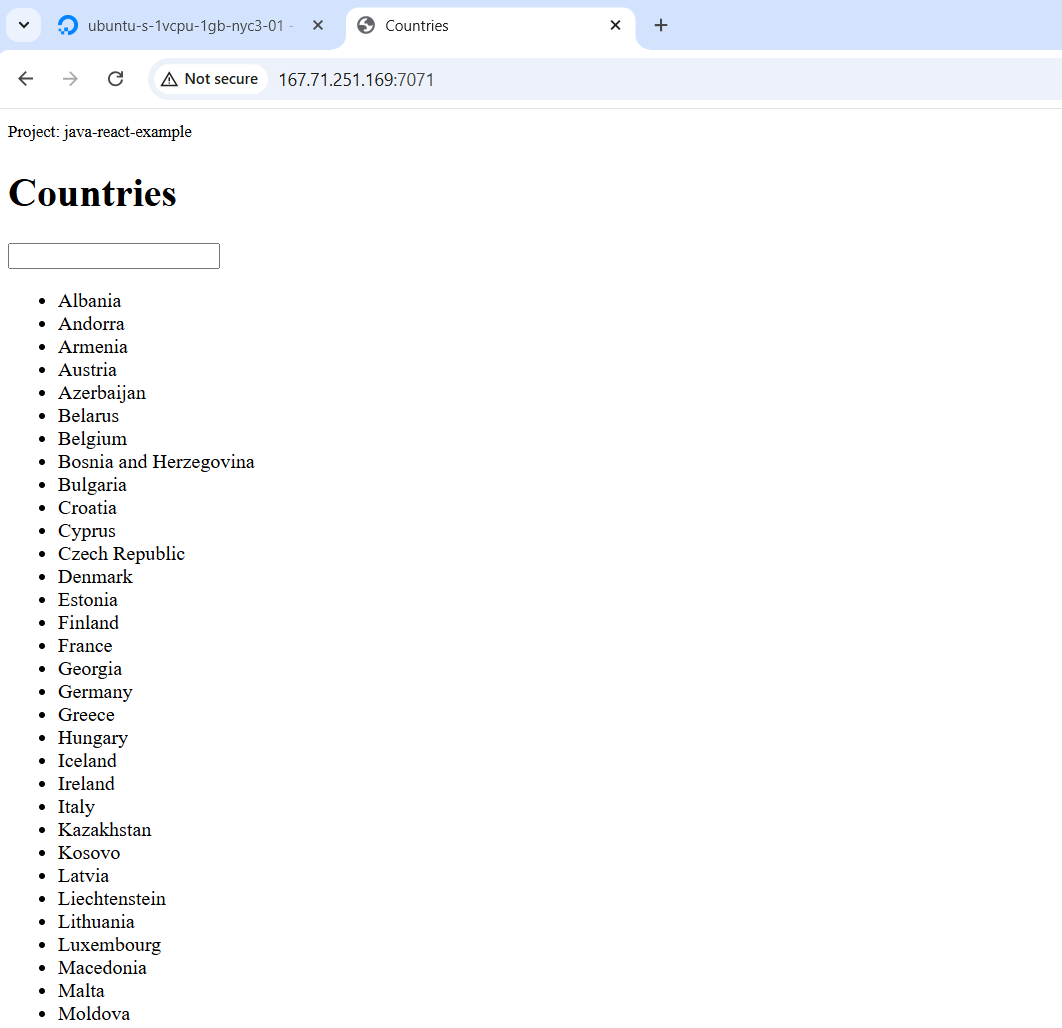 ubuntu-s-1vcpu-1gb-nyc3-01 -
Countries
Not secure
167.71.251.169:7071
Project: java-react-example
Countries
Albania
Andorra
Armenia
Austria
Azerbaijan
Belarus
Belgium
Bosnia and Herzegovina
Bulgaria
Croatia
Cyprus
Czech Republic
Denmark
Estonia
Finland
France
Georgia
Germany
Greece
Hungary
Iceland
Ireland
Italy
Kazakhstan
Kosovo
Latvia
Liechtenstein
Lithuania
Luxembourg
Macedonia
Malta
Moldova